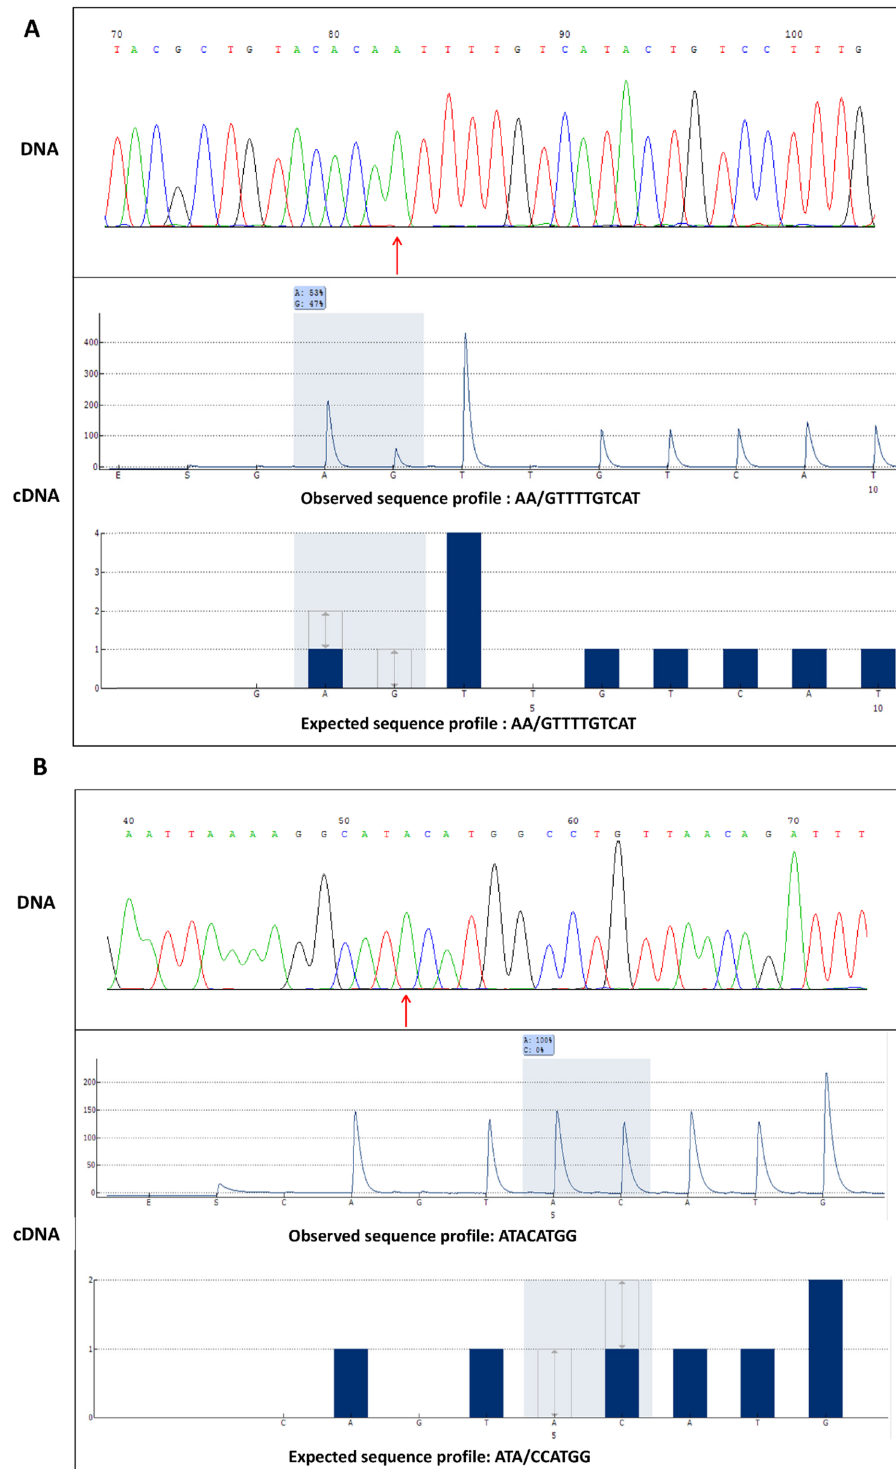 A
70 80 90 100
T A C G C T G T A C A C A A T T T T G T C A T A C T G T C C T T T G
DNA
A: 53%
G: 47%
400
300
200
100
0
E S G A G T T G T C A T
10
cDNA
Observed sequence profile : AA/GTTTTGTCAT
4
3
2
1
0
G A G T T G T C A T
5 10
Expected sequence profile : AA/GTTTTGTCAT
B
40 50 60 70
A A T T A A A A G G C A T A C A T G G C C T G T T A A C A G A T T T
DNA
A: 100%
C: 0%
200
150
100
50
0
E S C A G T A C A T G
5
cDNA
Observed sequence profile: ATACATGG
2
1
0
C A G T A C A T G
5
Expected sequence profile: ATA/CCATGG